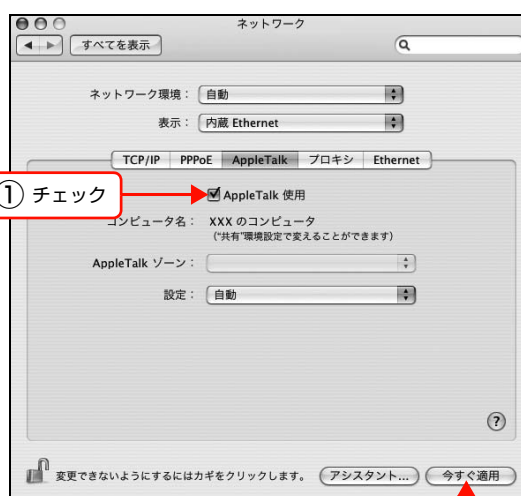 ネットワーク
すべてを表示
ネットワーク環境： 自動
表示： 内蔵 Ethernet
TCP/IP PPPoE AppleTalk プロキシ Ethernet
① チェック
AppleTalk 使用
コンピュータ名： XXX のコンピュータ
（“共有”環境設定で変えることができます）
AppleTalk ゾーン：
設定： 自動
?
変更できないようにするにはカギをクリックします。 アシスタント... 今すぐ適用